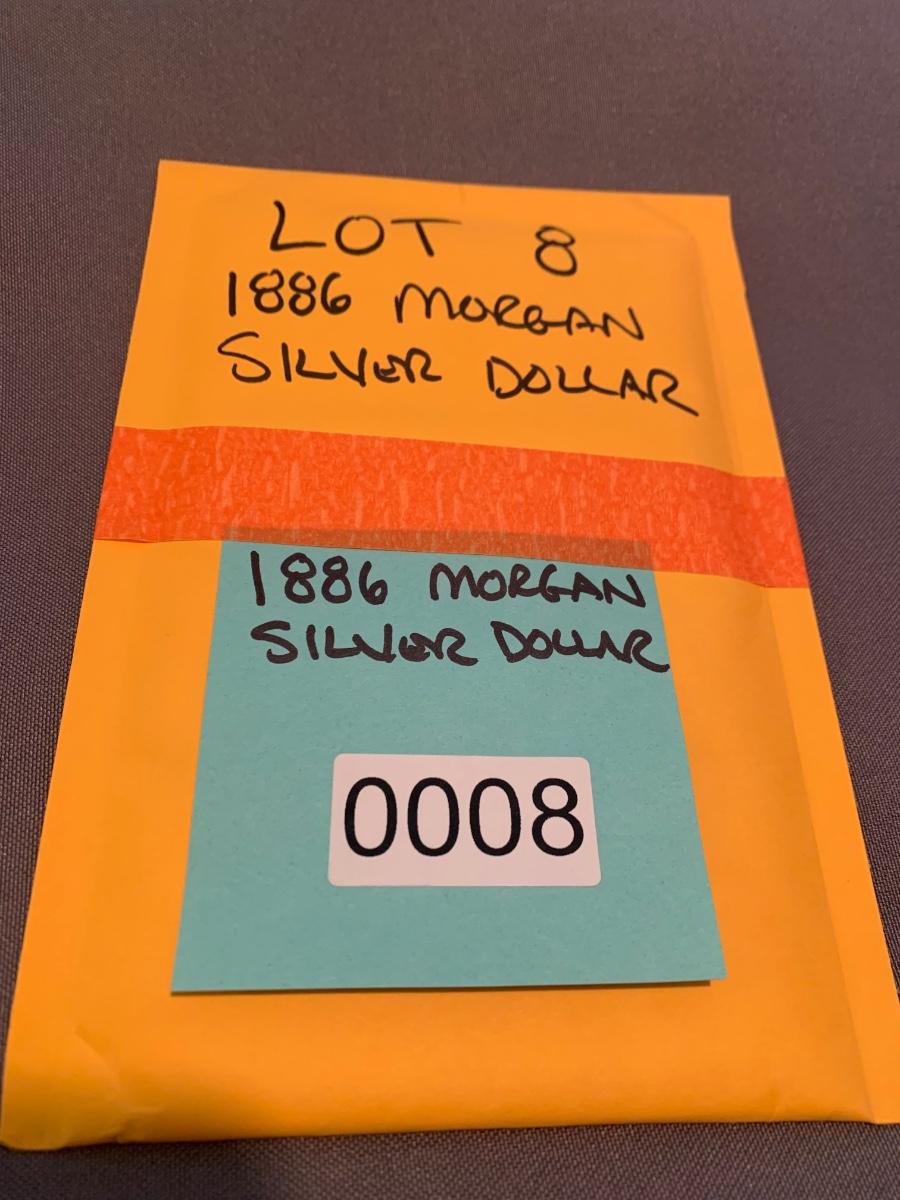 LOT 8
1886 MORGAN
SILVER DOLLAR
1886 MORGAN
SILVER DOLLAR
0008